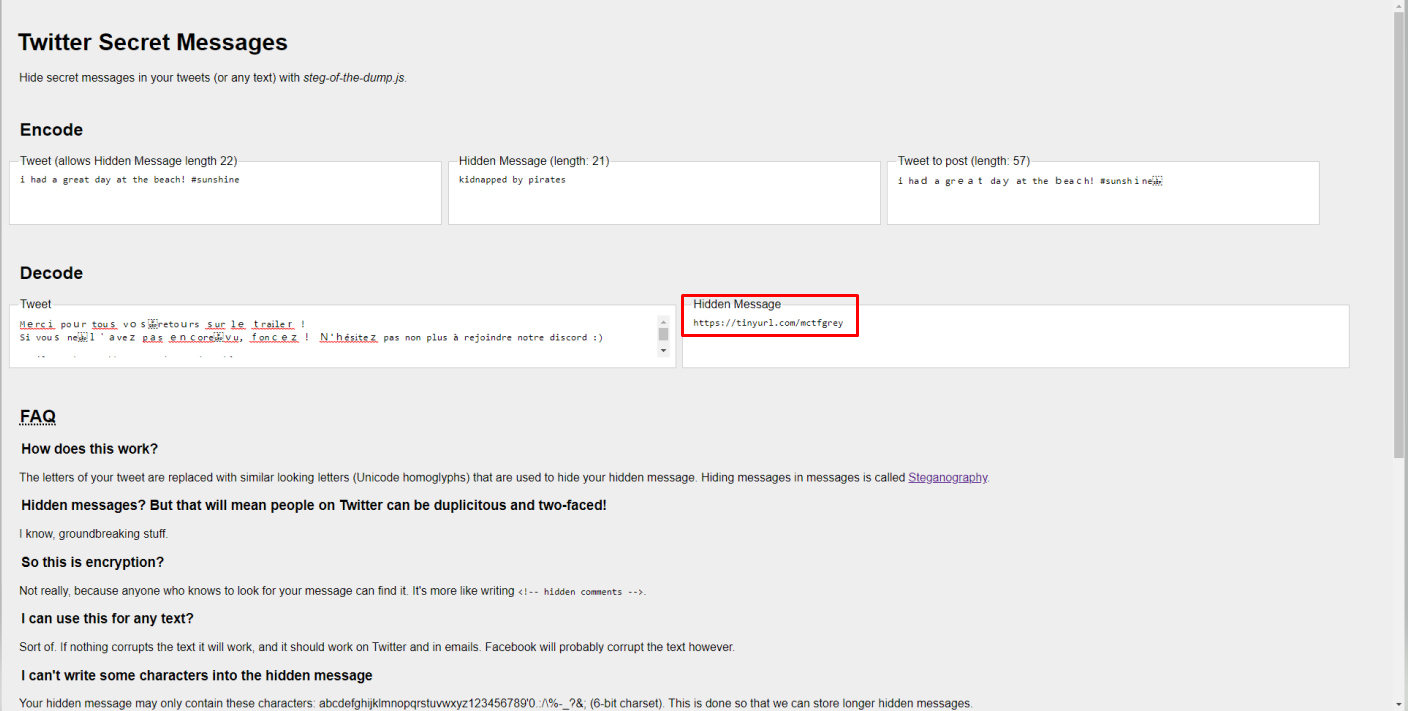 Twitter Secret Messages
Hide secret messages in your tweets (or any text) with steg-of-the-dump.js.
Encode
Tweet (allows Hidden Message length 22)
i had a great day at the beach! #sunshine
Hidden Message (length: 21)
kidnapped by pirates
Tweet to post (length: 57)
i had a great day at the beach! #sunshine
Decode
Tweet
Merci pour tous vos retours sur le trailer !
Si vous ne l'avez pas encore vu, foncez ! N'hésitez pas non plus à rejoindre notre discord :)
Hidden Message
https://tinyurl.com/mctfgrey
FAQ
How does this work?
The letters of your tweet are replaced with similar looking letters (Unicode homoglyphs) that are used to hide your hidden message. Hiding messages in messages is called Steganography.
Hidden messages? But that will mean people on Twitter can be duplicitous and two-faced!
I know, groundbreaking stuff.
So this is encryption?
Not really, because anyone who knows to look for your message can find it. It's more like writing <!-- hidden comments -->.
I can use this for any text?
Sort of. If nothing corrupts the text it will work, and it should work on Twitter and in emails. Facebook will probably corrupt the text however.
I can't write some characters into the hidden message
Your hidden message may only contain these characters: abcdefghijklmnopqrstuvwxyz123456789'0.:/\%-_?&; (6-bit charset). This is done so that we can store longer hidden messages.